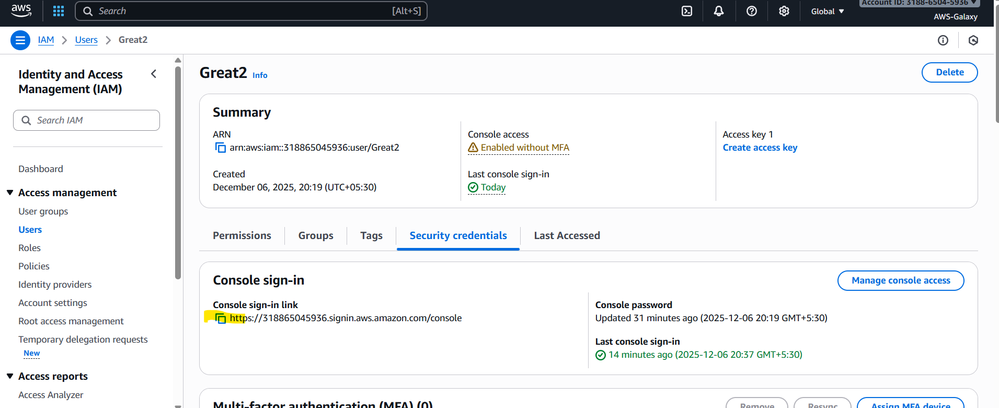 aws
Search
[Alt+S]
Global
Account ID: 3188-6504-5936
AWS-Galaxy
IAM
Users
Great2
Identity and Access
Management (IAM)
Search IAM
Dashboard
Access management
User groups
Users
Roles
Policies
Identity providers
Account settings
Root access management
Temporary delegation requests
New
Access reports
Access Analyzer
Great2 Info
Delete
Summary
ARN
arn:aws:iam::318865045936:user/Great2
Created
December 06, 2025, 20:19 (UTC+05:30)
Console access
Enabled without MFA
Last console sign-in
Today
Access key 1
Create access key
Permissions
Groups
Tags
Security credentials
Last Accessed
Console sign-in
Manage console access
Console sign-in link
https://318865045936.signin.aws.amazon.com/console
Console password
Updated 31 minutes ago (2025-12-06 20:19 GMT+5:30)
Last console sign-in
14 minutes ago (2025-12-06 20:37 GMT+5:30)
Multi-factor authentication (MFA) (0)
Remove
Resync
Assign MFA device